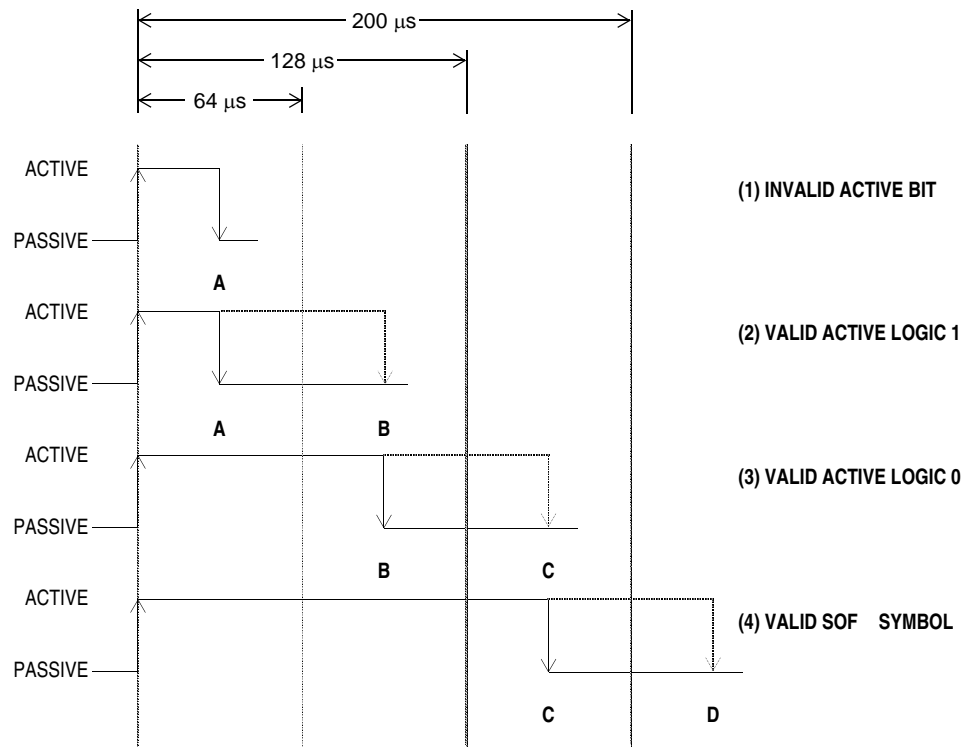 200 µs
128 µs
64 µs
ACTIVE
(1) INVALID ACTIVE BIT
PASSIVE
A
ACTIVE
(2) VALID ACTIVE LOGIC 1
PASSIVE
A B
ACTIVE
(3) VALID ACTIVE LOGIC 0
PASSIVE
B C
ACTIVE
(4) VALID SOF SYMBOL
PASSIVE
C D